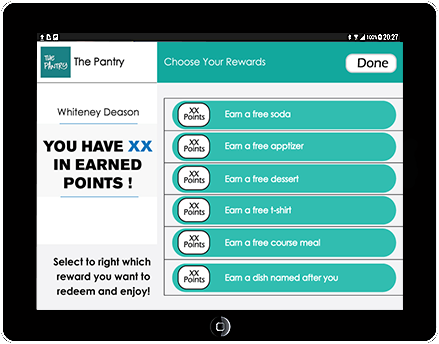 100% 20:27
THE PANTRY
The Pantry
Choose Your Rewards
Done
Whiteney Deason
YOU HAVE XX
IN EARNED
POINTS !
Select to right which
reward you want to
redeem and enjoy!
XX Points Earn a free soda
XX Points Earn a free apptizer
XX Points Earn a free dessert
XX Points Earn a free t-shirt
XX Points Earn a free course meal
XX Points Earn a dish named after you